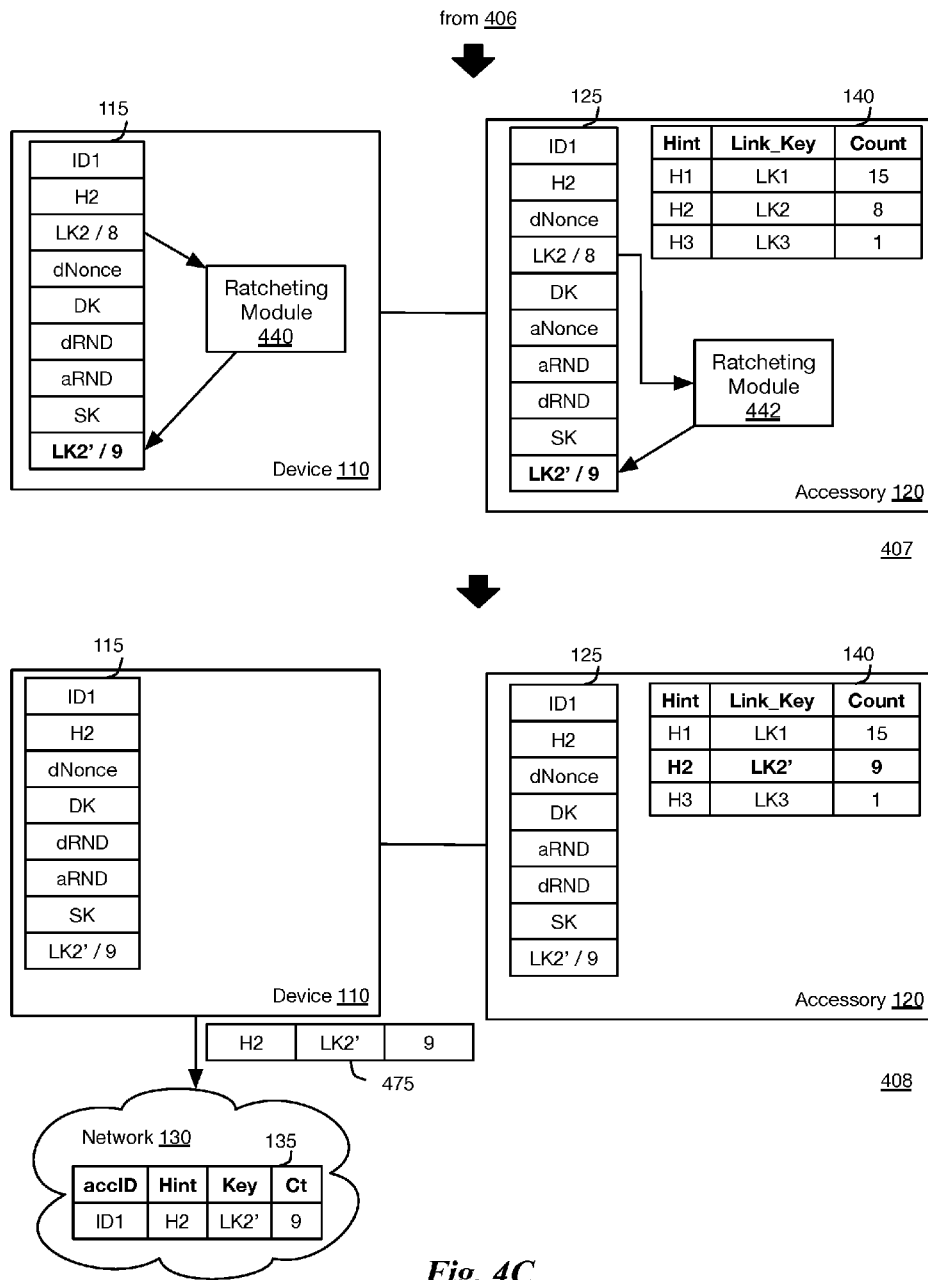 from 406
115
ID1
H2
LK2 / 8
dNonce
DK
dRND
aRND
SK
LK2' / 9
Ratcheting
Module
440
Device 110
125
ID1
H2
dNonce
LK2 / 8
DK
aNonce
aRND
dRND
SK
LK2' / 9
140
Hint Link_Key Count
H1 LK1 15
H2 LK2 8
H3 LK3 1
Ratcheting
Module
442
Accessory 120
407
115
ID1
H2
dNonce
DK
dRND
aRND
SK
LK2' / 9
Device 110
125
ID1
H2
dNonce
DK
aRND
dRND
SK
LK2' / 9
140
Hint Link_Key Count
H1 LK1 15
H2 LK2' 9
H3 LK3 1
Accessory 120
H2 LK2' 9
475
408
Network 130
135
accID Hint Key Ct
ID1 H2 LK2' 9
Fig. 4C